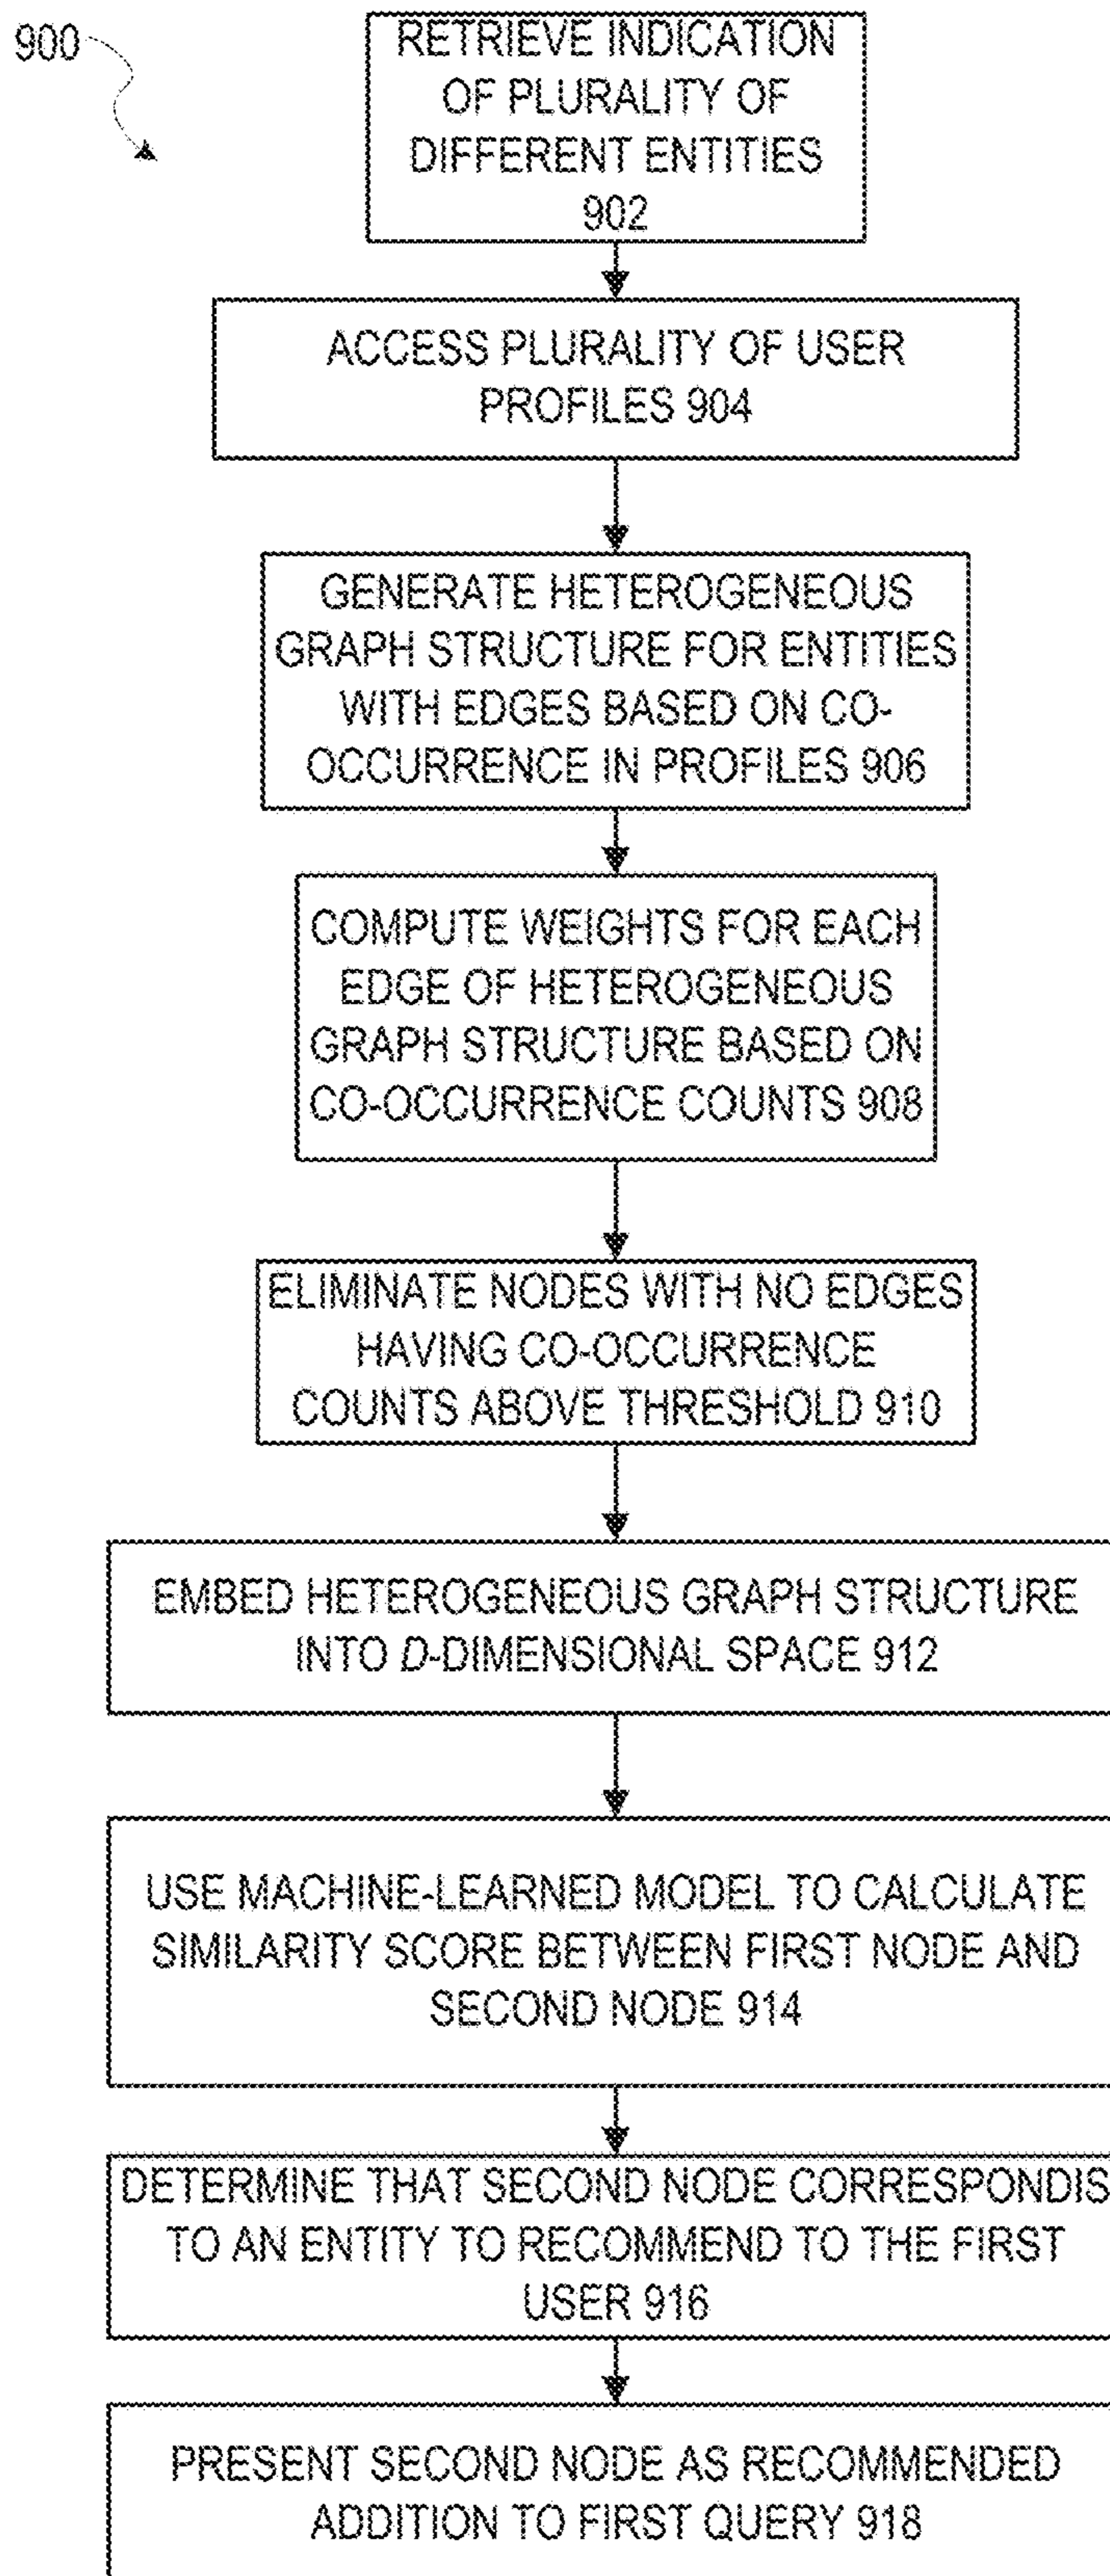 900
RETRIEVE INDICATION
OF PLURALITY OF
DIFFERENT ENTITIES
902
ACCESS PLURALITY OF USER
PROFILES 904
GENERATE HETEROGENEOUS
GRAPH STRUCTURE FOR ENTITIES
WITH EDGES BASED ON CO-
OCCURRENCE IN PROFILES 906
COMPUTE WEIGHTS FOR EACH
EDGE OF HETEROGENEOUS
GRAPH STRUCTURE BASED ON
CO-OCCURRENCE COUNTS 908
ELIMINATE NODES WITH NO EDGES
HAVING CO-OCCURRENCE
COUNTS ABOVE THRESHOLD 910
EMBED HETEROGENEOUS GRAPH STRUCTURE
INTO D-DIMENSIONAL SPACE 912
USE MACHINE-LEARNED MODEL TO CALCULATE
SIMILARITY SCORE BETWEEN FIRST NODE AND
SECOND NODE 914
DETERMINE THAT SECOND NODE CORRESPONDIS
TO AN ENTITY TO RECOMMEND TO THE FIRST
USER 916
PRESENT SECOND NODE AS RECOMMENDED
ADDITION TO FIRST QUERY 918